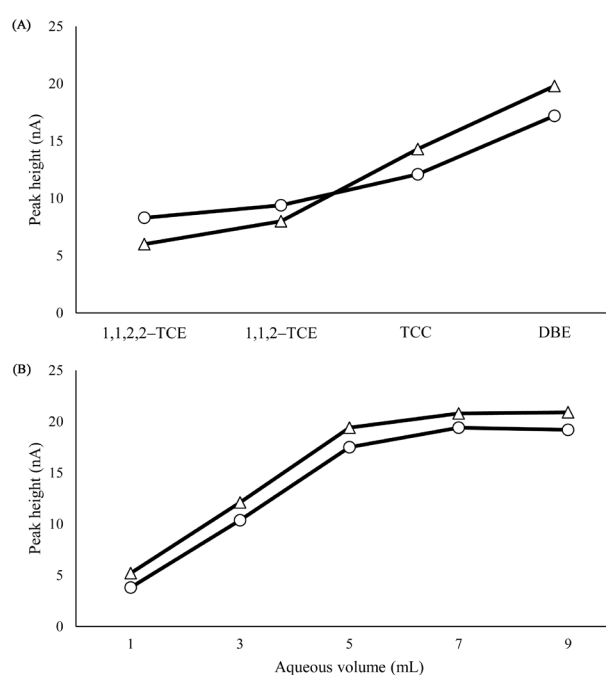 (A)
25
20
15
10
5
0
Peak height (nA)
1,1,2,2–TCE 1,1,2–TCE TCC DBE
(B)
25
20
15
10
5
0
Peak height (nA)
1 3 5 7 9
Aqueous volume (mL)